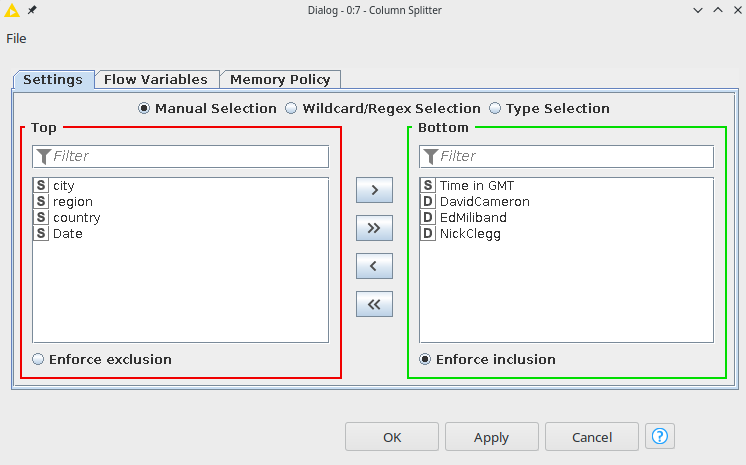 Dialog - 0:7 - Column Splitter
File
Settings
Flow Variables
Memory Policy
Manual Selection
Wildcard/Regex Selection
Type Selection
Top
Filter
S city
S region
S country
S Date
Enforce exclusion
>
>>
<
<<
Bottom
Filter
S Time in GMT
D DavidCameron
D EdMiliband
D NickClegg
Enforce inclusion
OK
Apply
Cancel
?